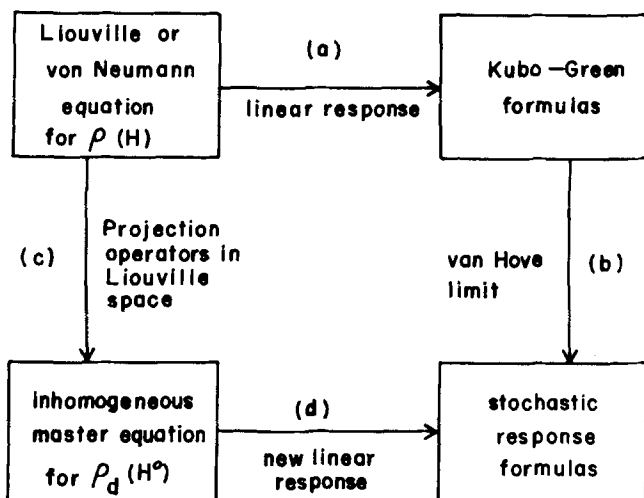 Liouville or
von Neumann
equation
for ρ (H)
(a)
linear response
Kubo-Green
formulas
(c)
Projection
operators in
Liouville
space
van Hove
limit
(b)
inhomogeneous
master equation
for ρd (Hº)
(d)
new linear
response
stochastic
response
formulas